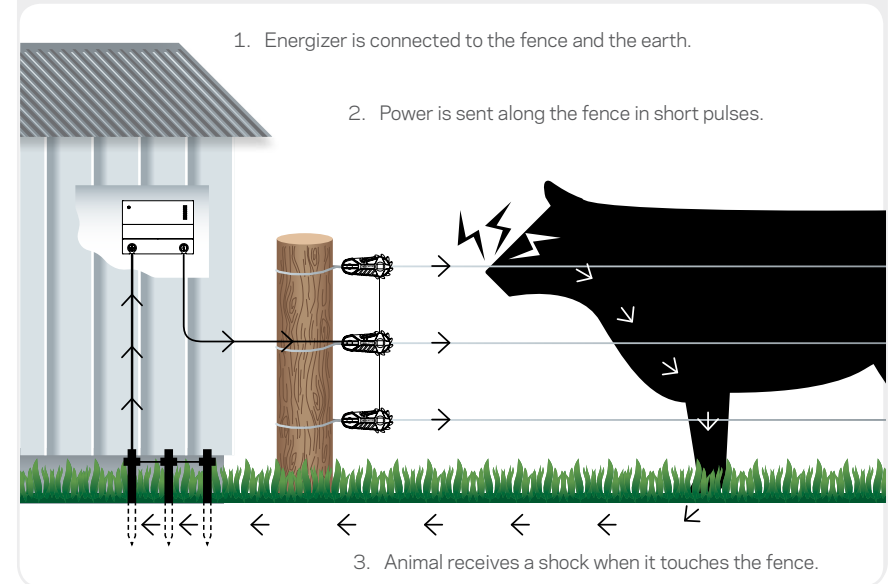 1. Energizer is connected to the fence and the earth.
2. Power is sent along the fence in short pulses.
3. Animal receives a shock when it touches the fence.